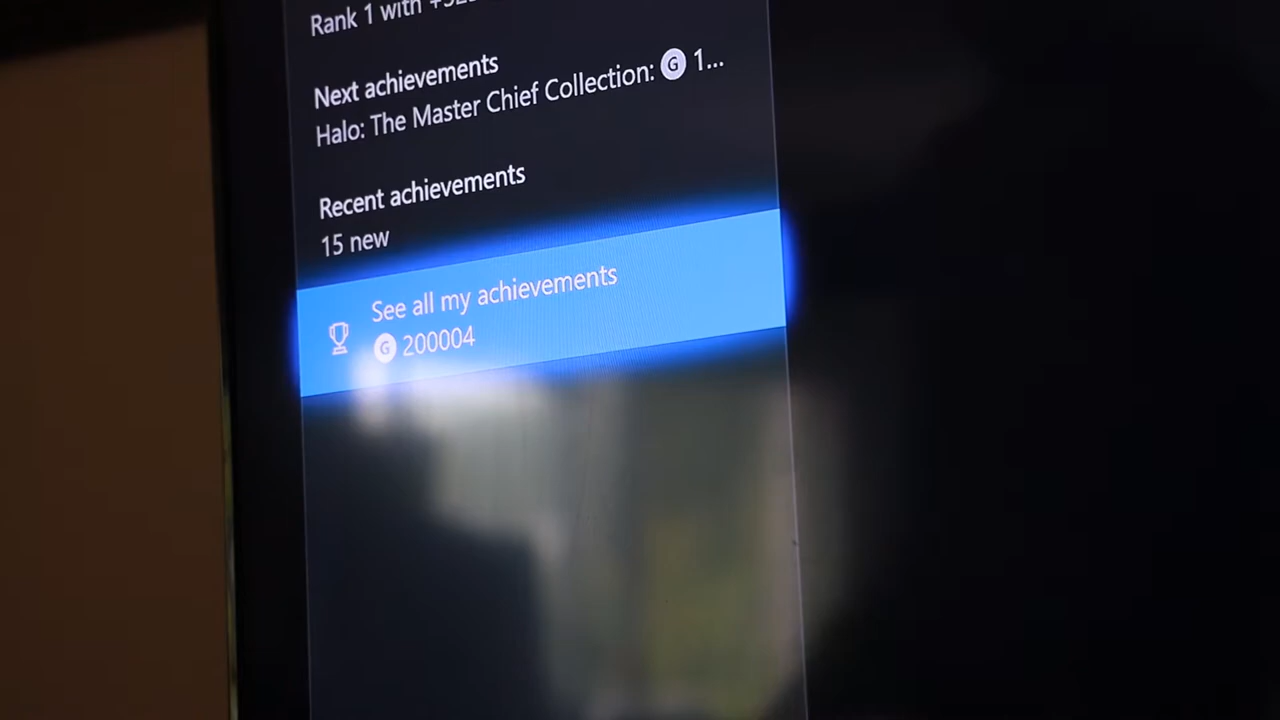 Rank 1 with
Next achievements
Halo: The Master Chief Collection: G 1...
Recent achievements
15 new
See all my achievements
G 200004